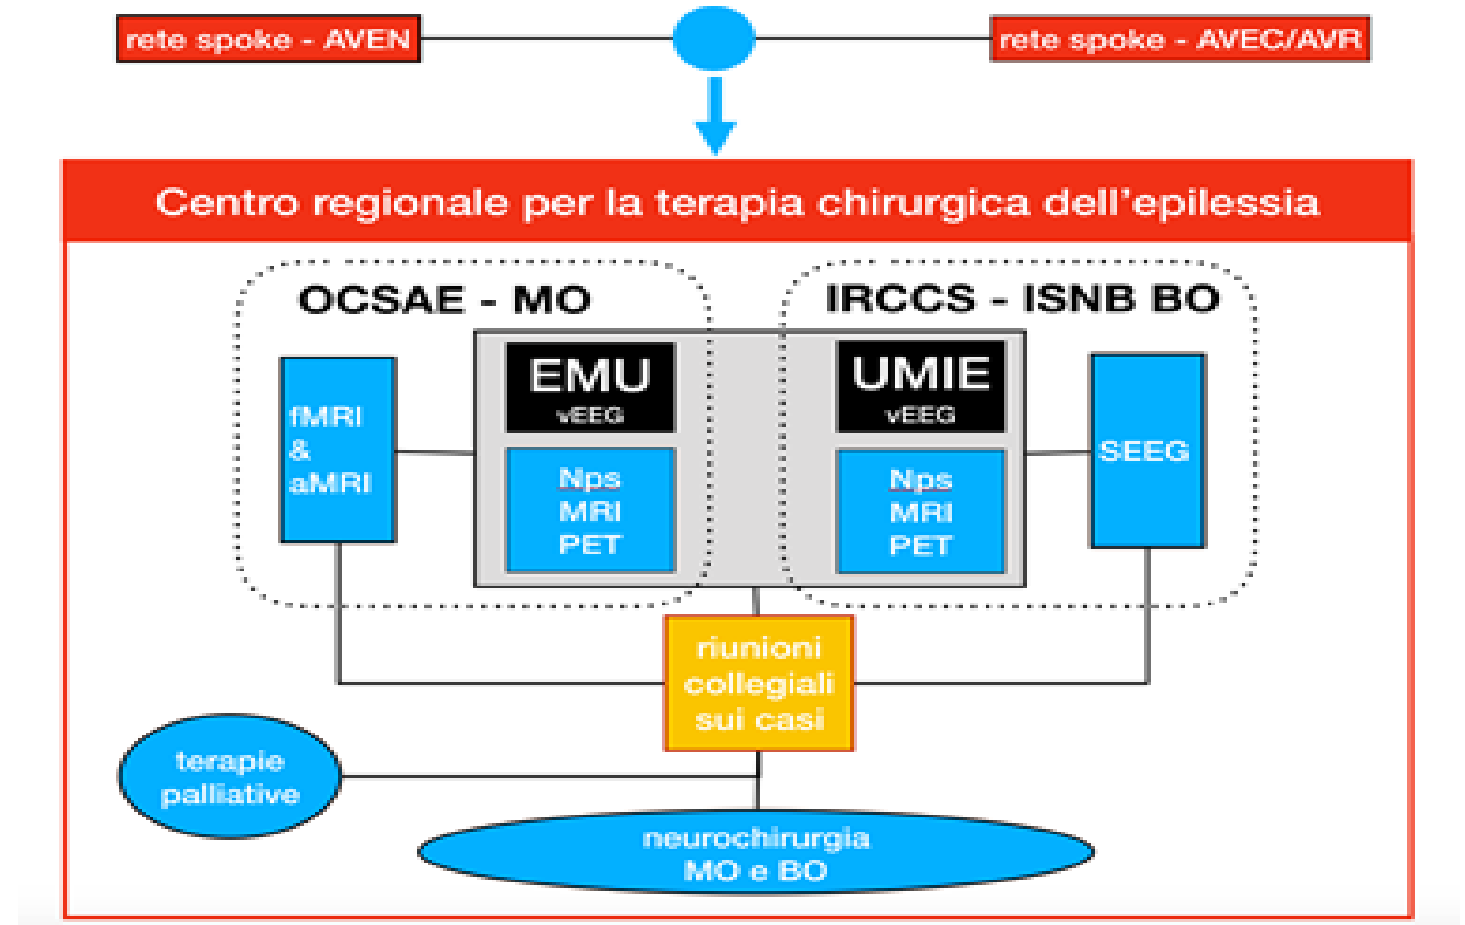 rete spoke - AVEN
rete spoke - AVEC/AVR
Centro regionale per la terapia chirurgica dell'epilessia
OCSAE - MO
IRCCS - ISNB BO
fMRI
&
aMRI
EMU
vEEG
Nps
MRI
PET
UMIE
vEEG
Nps
MRI
PET
SEEG
riunioni
collegiali
sui casi
terapie
palliative
neurochirurgia
MO e BO